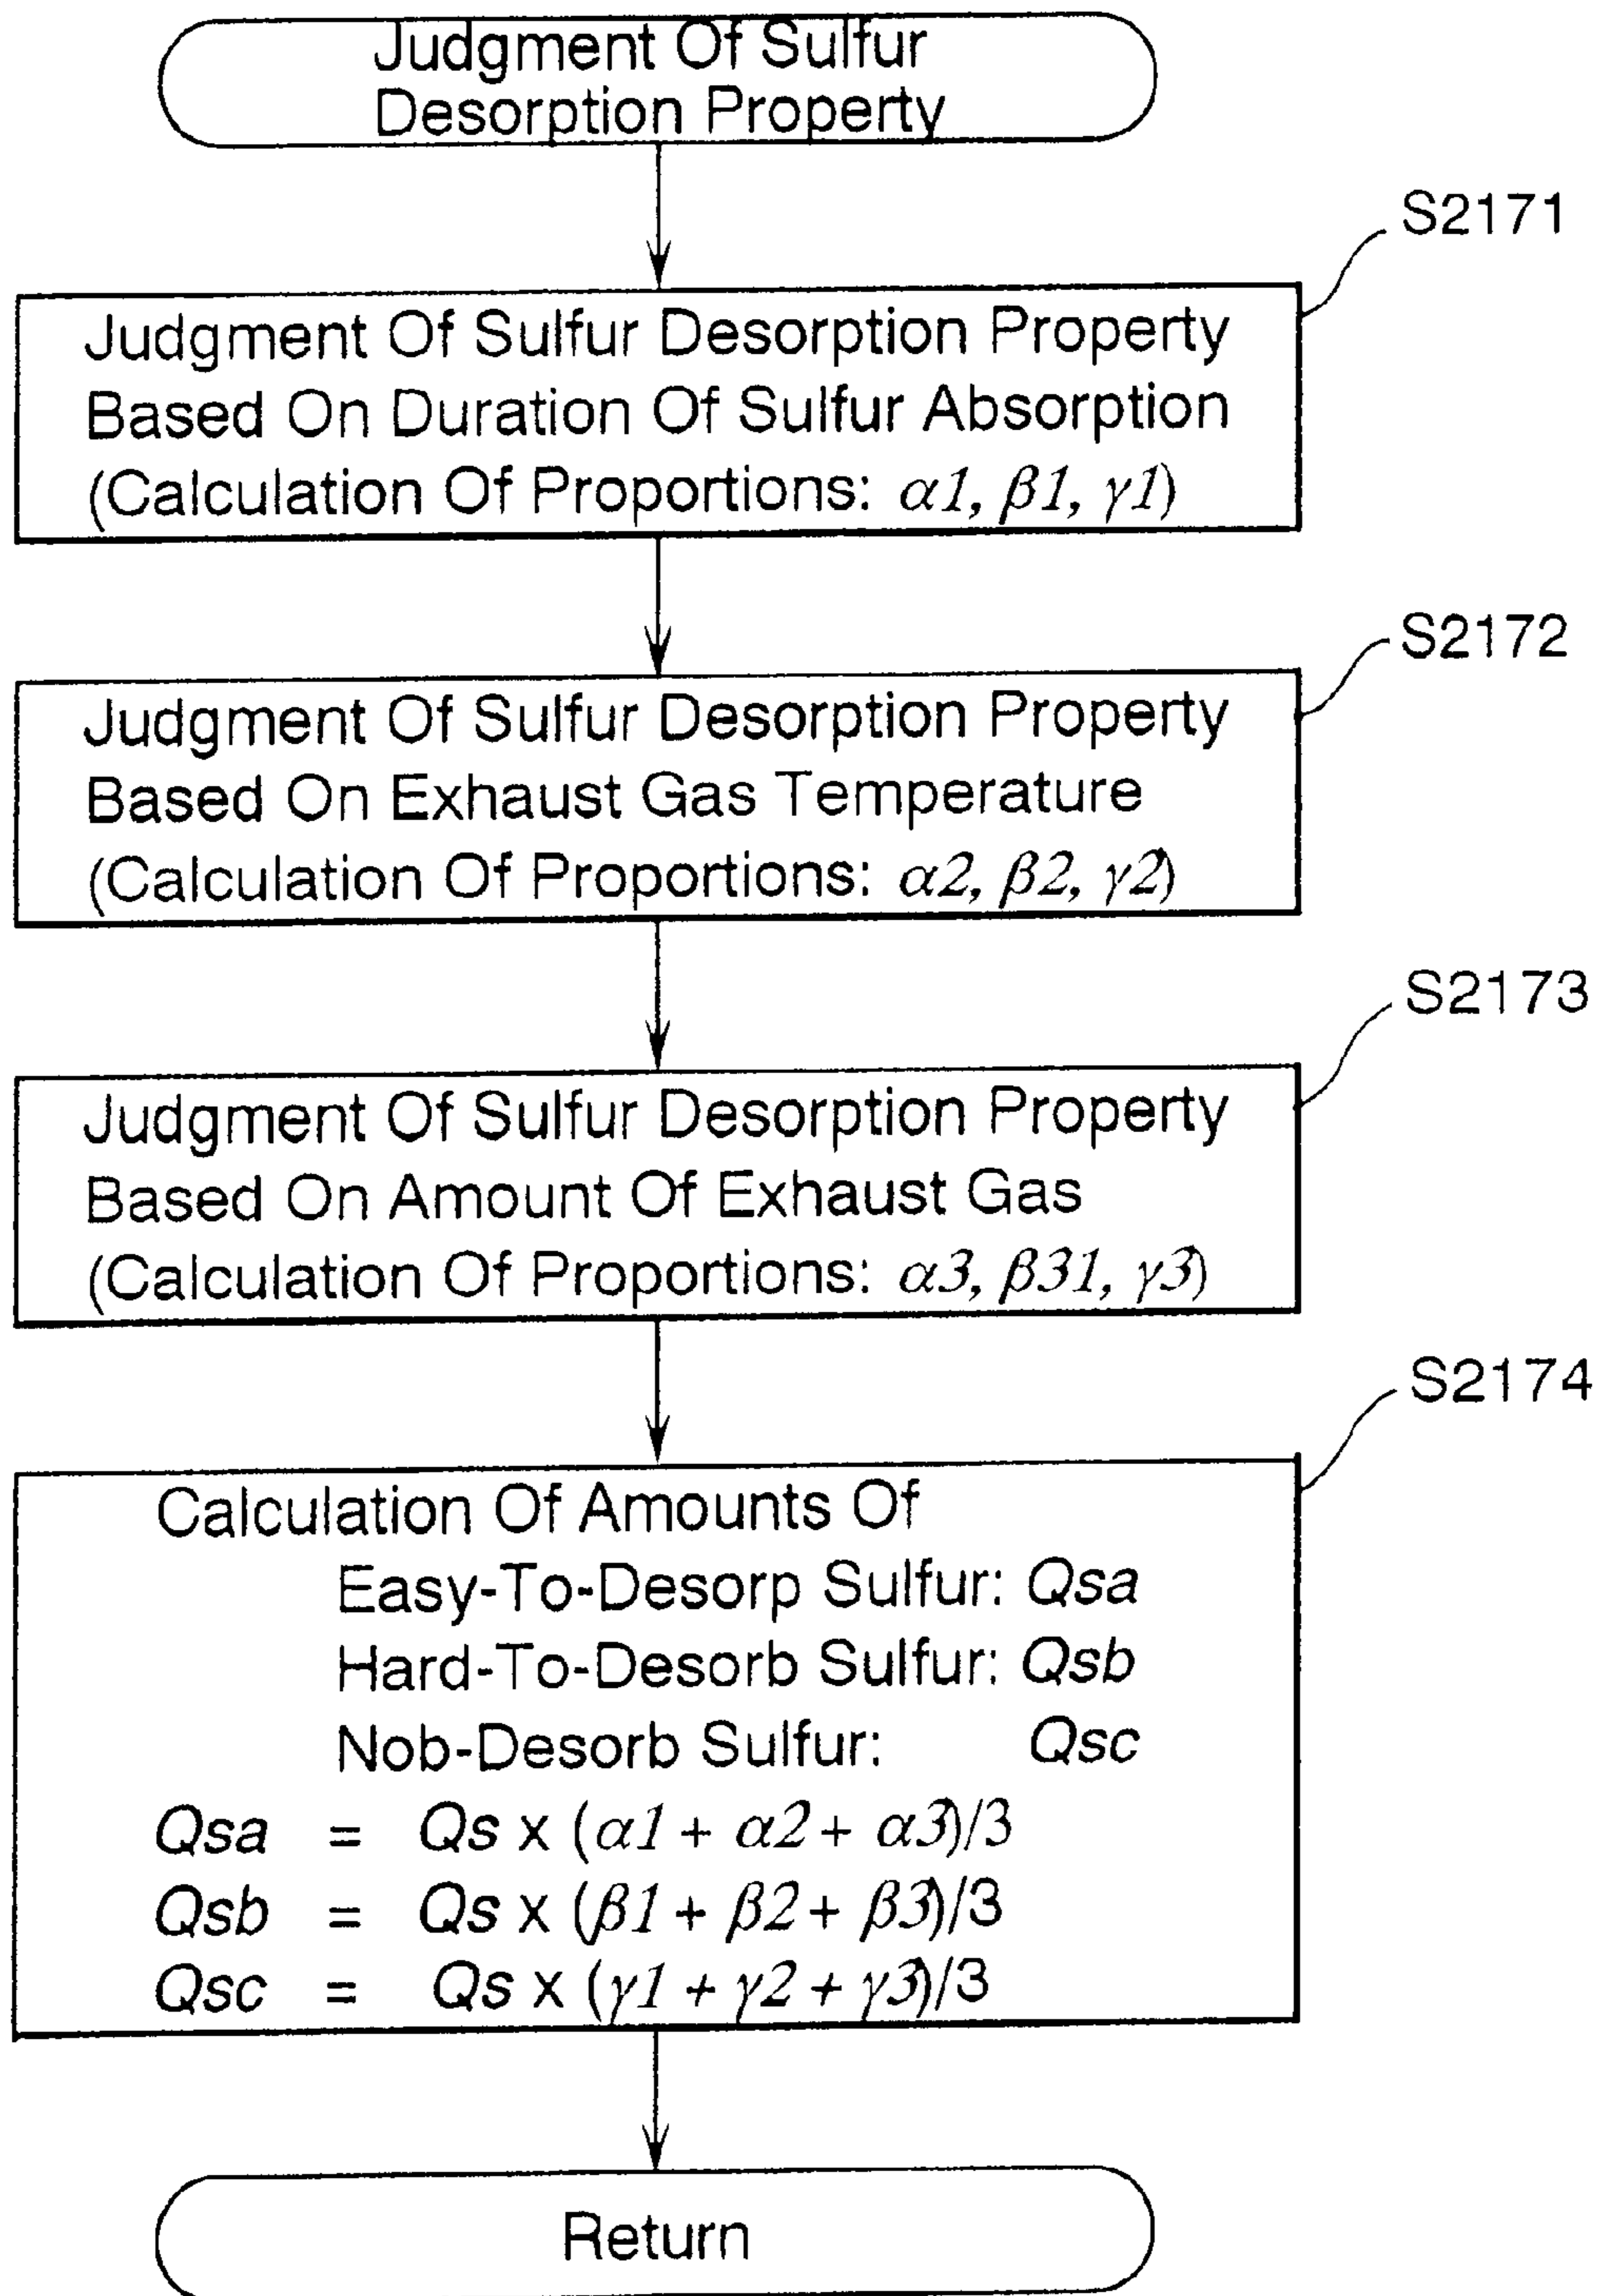 Judgment Of Sulfur
Desorption Property
S2171
Judgment Of Sulfur Desorption Property
Based On Duration Of Sulfur Absorption
(Calculation Of Proportions: α1, β1, γ1)
S2172
Judgment Of Sulfur Desorption Property
Based On Exhaust Gas Temperature
(Calculation Of Proportions: α2, β2, γ2)
S2173
Judgment Of Sulfur Desorption Property
Based On Amount Of Exhaust Gas
(Calculation Of Proportions: α3, β31, γ3)
S2174
Calculation Of Amounts Of
Easy-To-Desorp Sulfur: Qsa
Hard-To-Desorb Sulfur: Qsb
Nob-Desorb Sulfur: Qsc
Qsa = Qs x (α1 + α2 + α3)/3
Qsb = Qs x (β1 + β2 + β3)/3
Qsc = Qs x (γ1 + γ2 + γ3)/3
Return